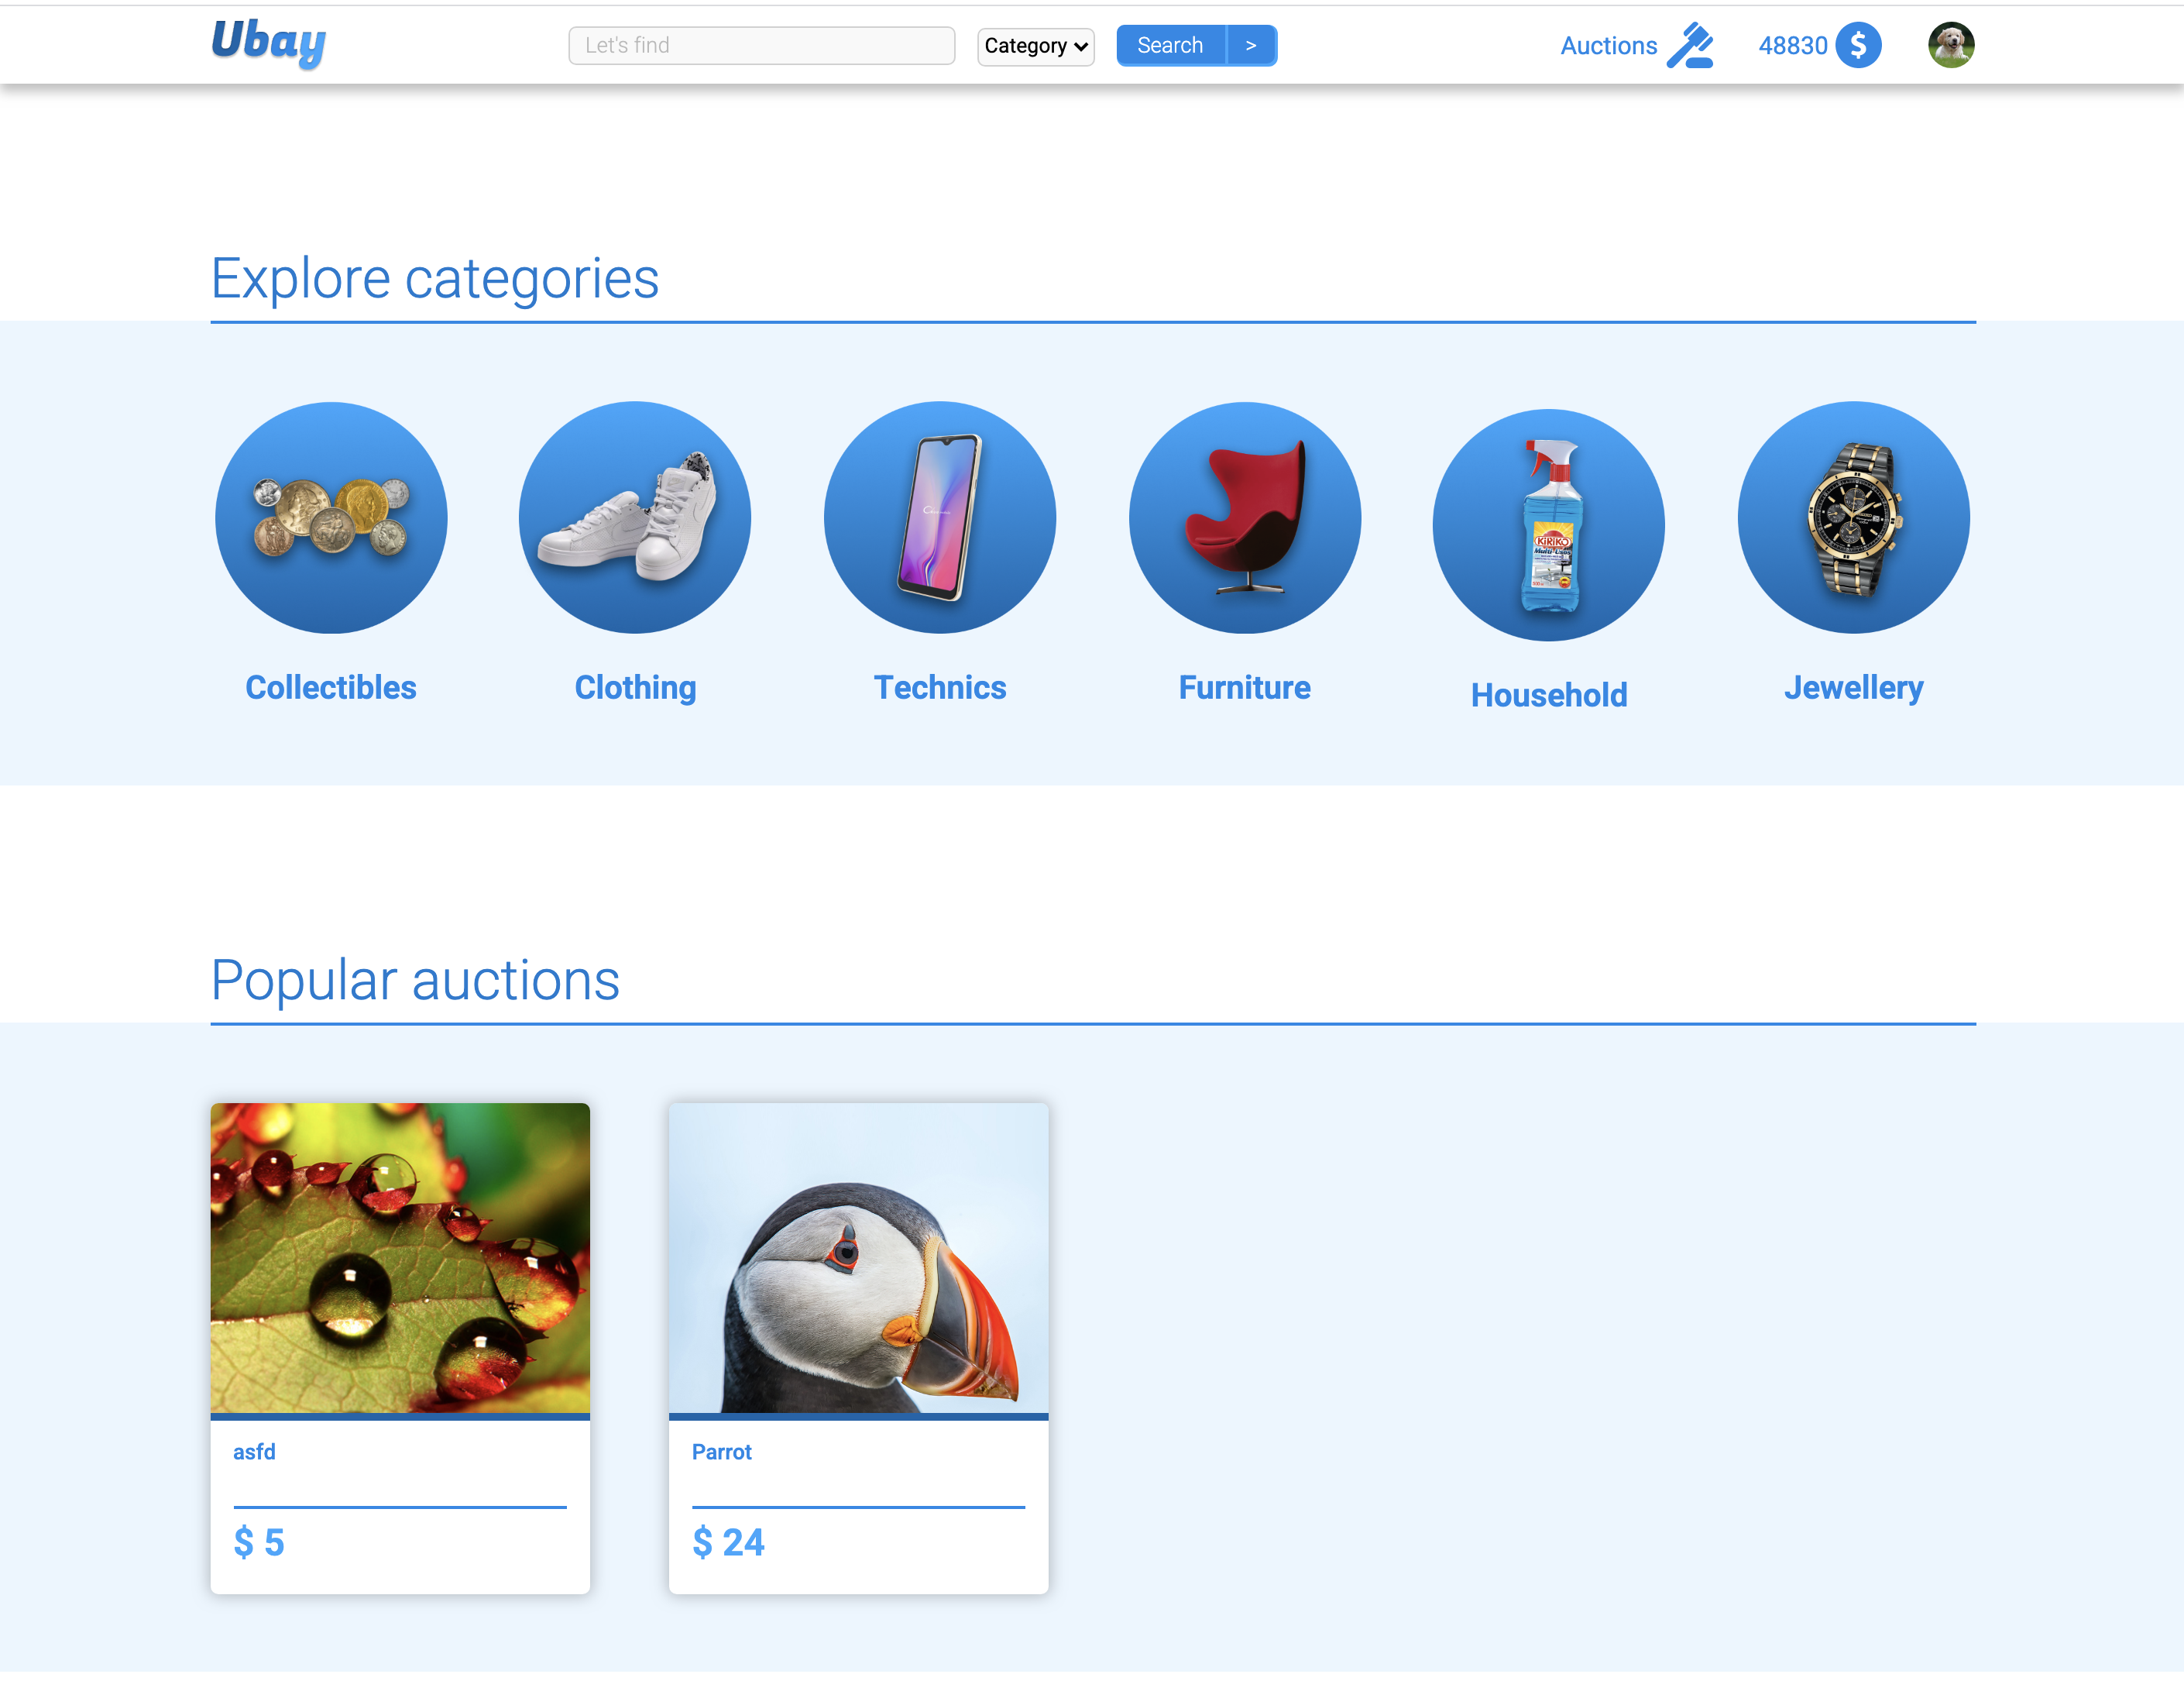 Ubay
Let's find
Category
Search
>
Auctions
48830
$
Explore categories
KIRIKO
Collectibles
Clothing
Technics
Furniture
Household
Jewellery
Popular auctions
asfd
Parrot
$ 5
$ 24